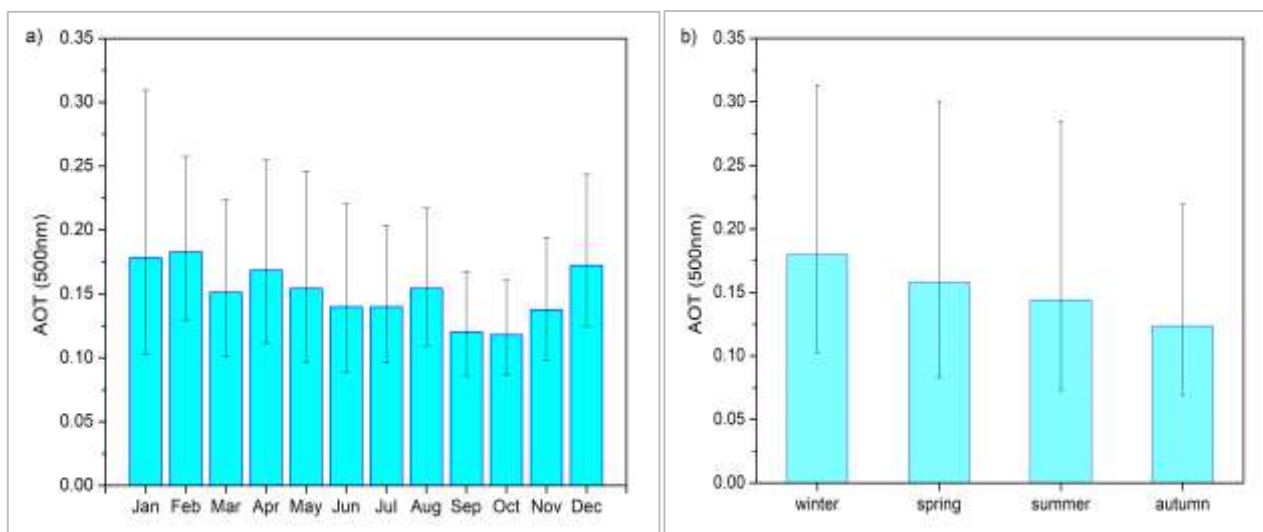 a)
0.35
0.30
0.25
0.20
0.15
0.10
0.05
0.00
AOT (500nm)
Jan Feb Mar Apr May Jun Jul Aug Sep Oct Nov Dec
b)
0.35
0.30
0.25
0.20
0.15
0.10
0.05
0.00
AOT (500nm)
winter spring summer autumn